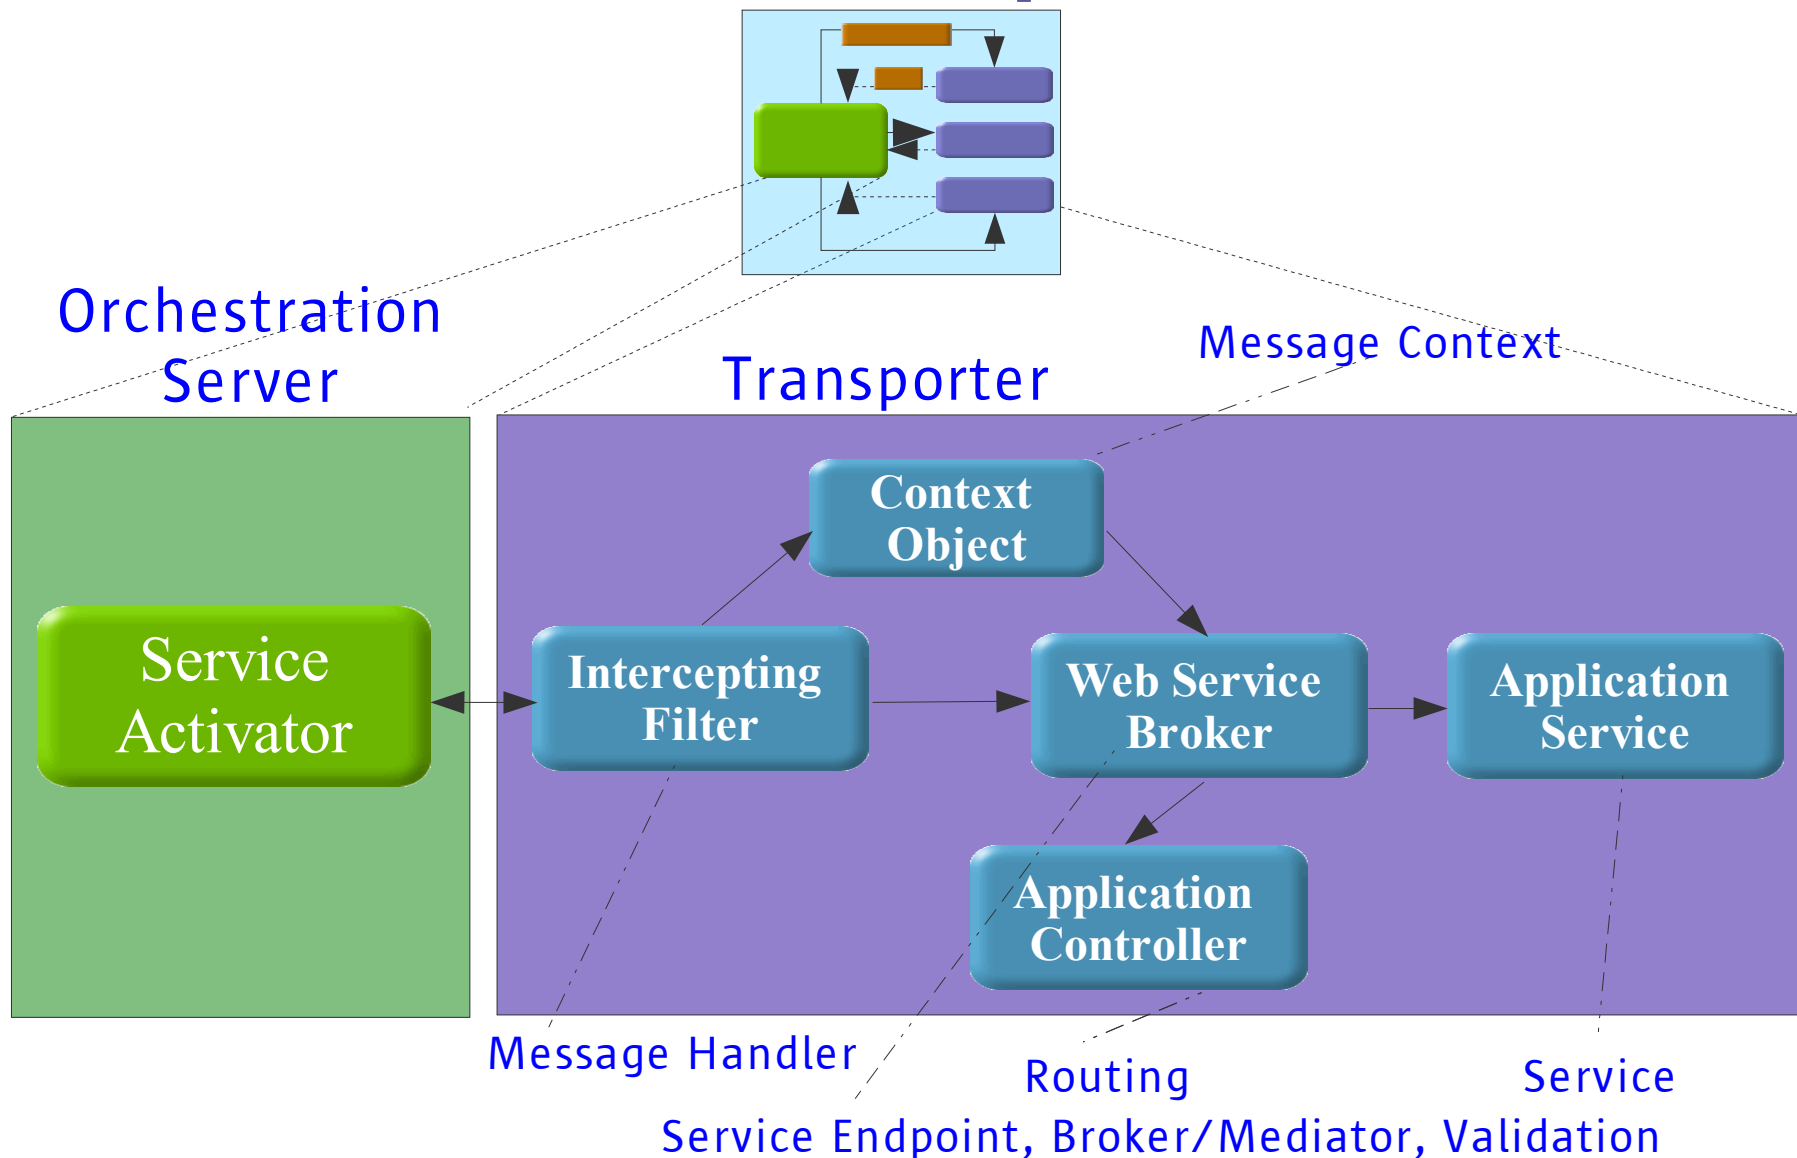 Orchestration
Server
Transporter
Message Context
Context
Object
Service
Activator
Intercepting
Filter
Web Service
Broker
Application
Service
Application
Controller
Message Handler
Routing
Service
Service Endpoint, Broker/Mediator, Validation